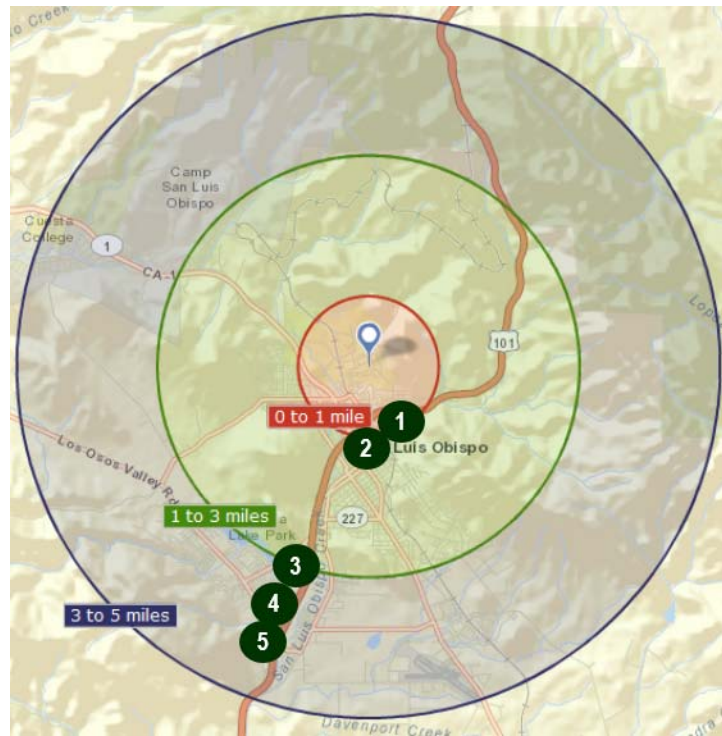 Camp
San Luis
Obispo
Cuesta
College
1
CA-1
101
0 to 1 mile
1
2
Luis Obispo
Los Osos Valley Rd
1 to 3 miles
227
Lake Park
3
San Luis Obispo Creek
4
3 to 5 miles
5
Davenport Creek